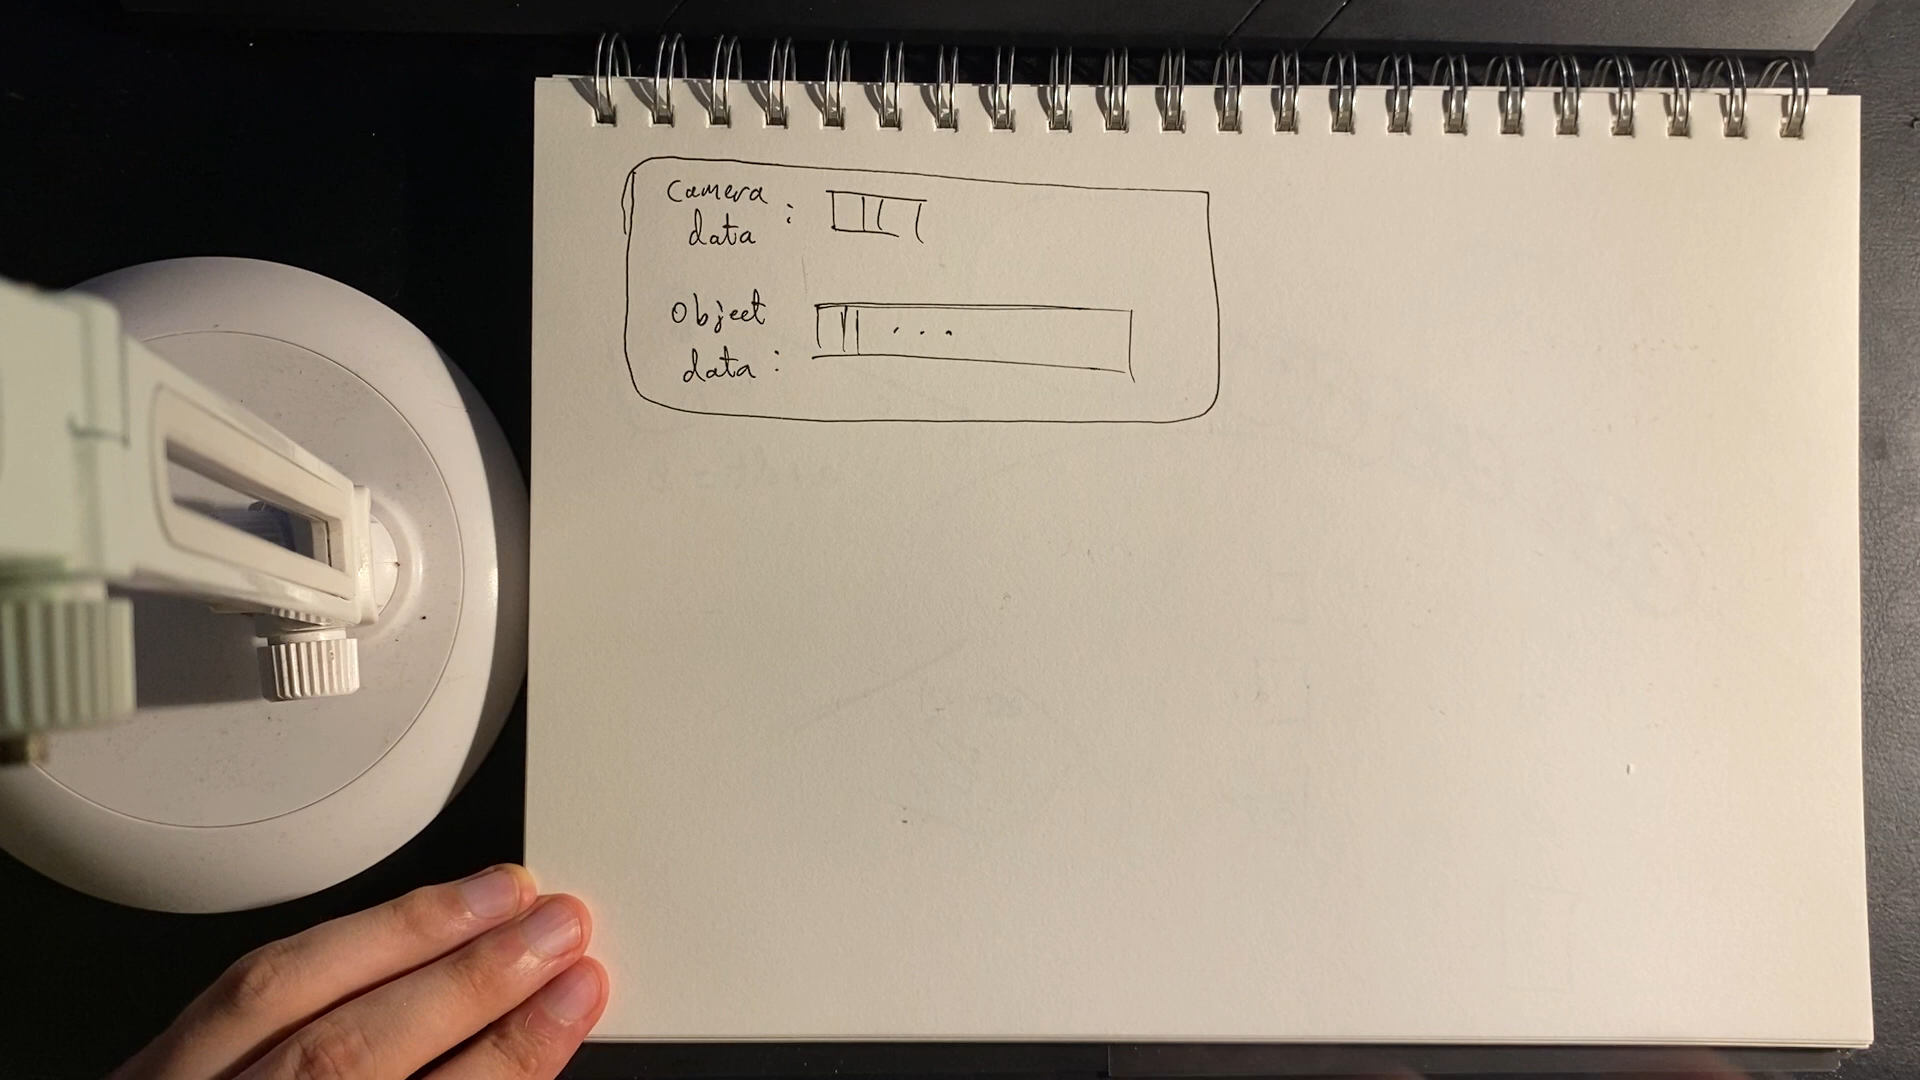 Camera
data :
Object
data :
...